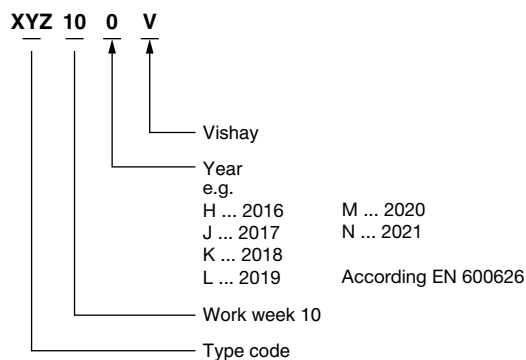 XYZ 10 0 V
Vishay
Year
e.g.
H ... 2016 M ... 2020
J ... 2017 N ... 2021
K ... 2018
L ... 2019 According EN 600626
Work week 10
Type code